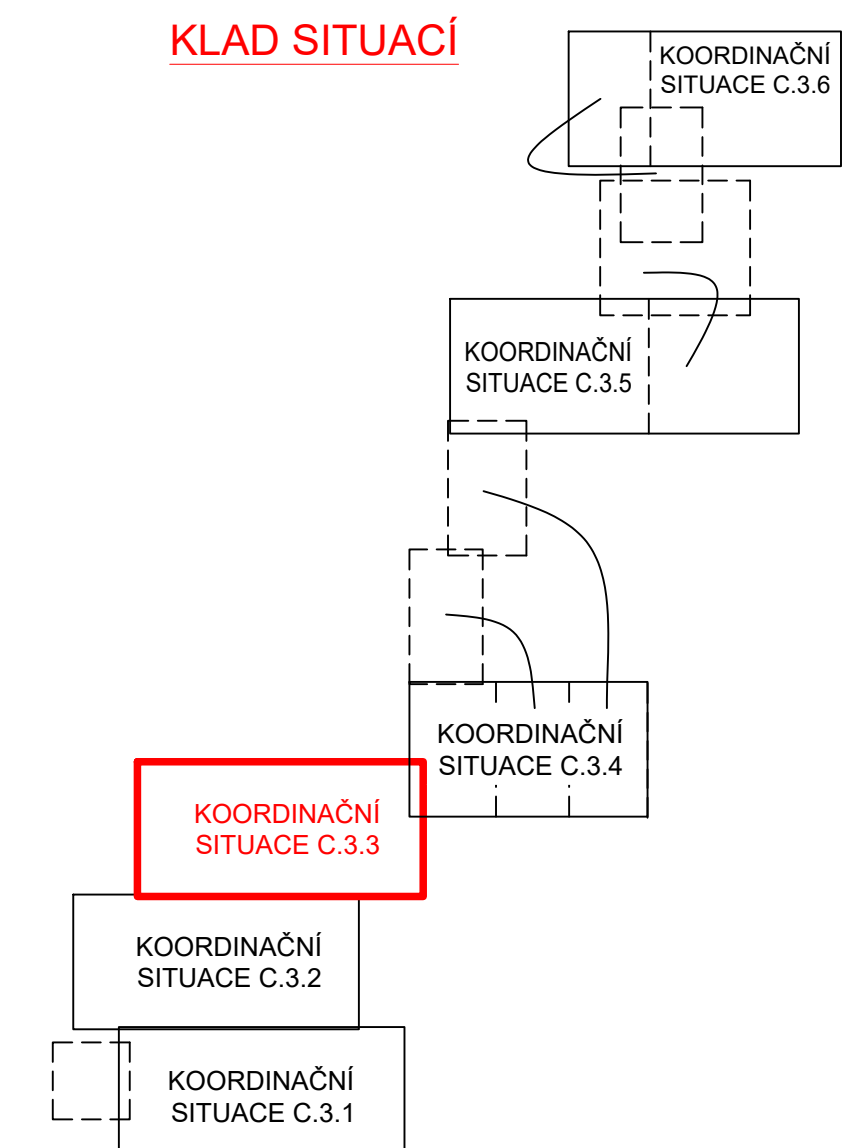 KLAD SITUACÍ
KOORDINAČNÍ
SITUACE C.3.6
KOORDINAČNÍ
SITUACE C.3.5
KOORDINAČNÍ
SITUACE C.3.4
KOORDINAČNÍ
SITUACE C.3.3
KOORDINAČNÍ
SITUACE C.3.2
KOORDINAČNÍ
SITUACE C.3.1